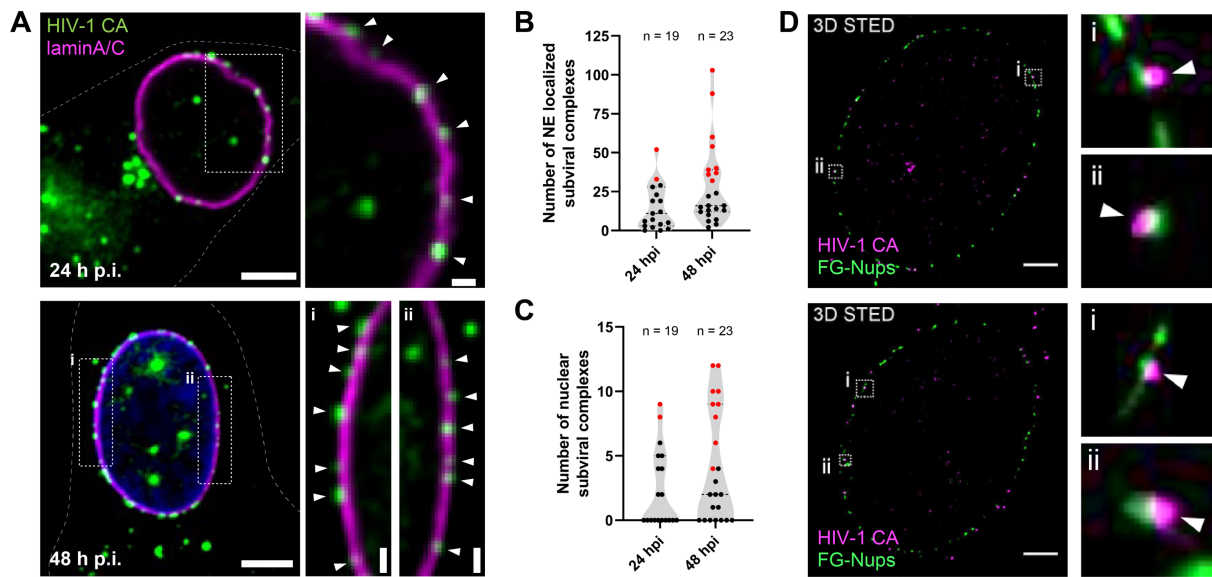 A
HIV-1 CA
laminA/C
24 h p.i.
i
ii
48 h p.i.
i
ii
B
Number of NE localized
subviral complexes
125
100
75
50
25
0
n = 19
n = 23
24 hpi
48 hpi
C
Number of nuclear
subviral complexes
15
10
5
0
n = 19
n = 23
24 hpi
48 hpi
D
3D STED
i
ii
HIV-1 CA
FG-Nups
i
ii
3D STED
i
ii
HIV-1 CA
FG-Nups
i
ii